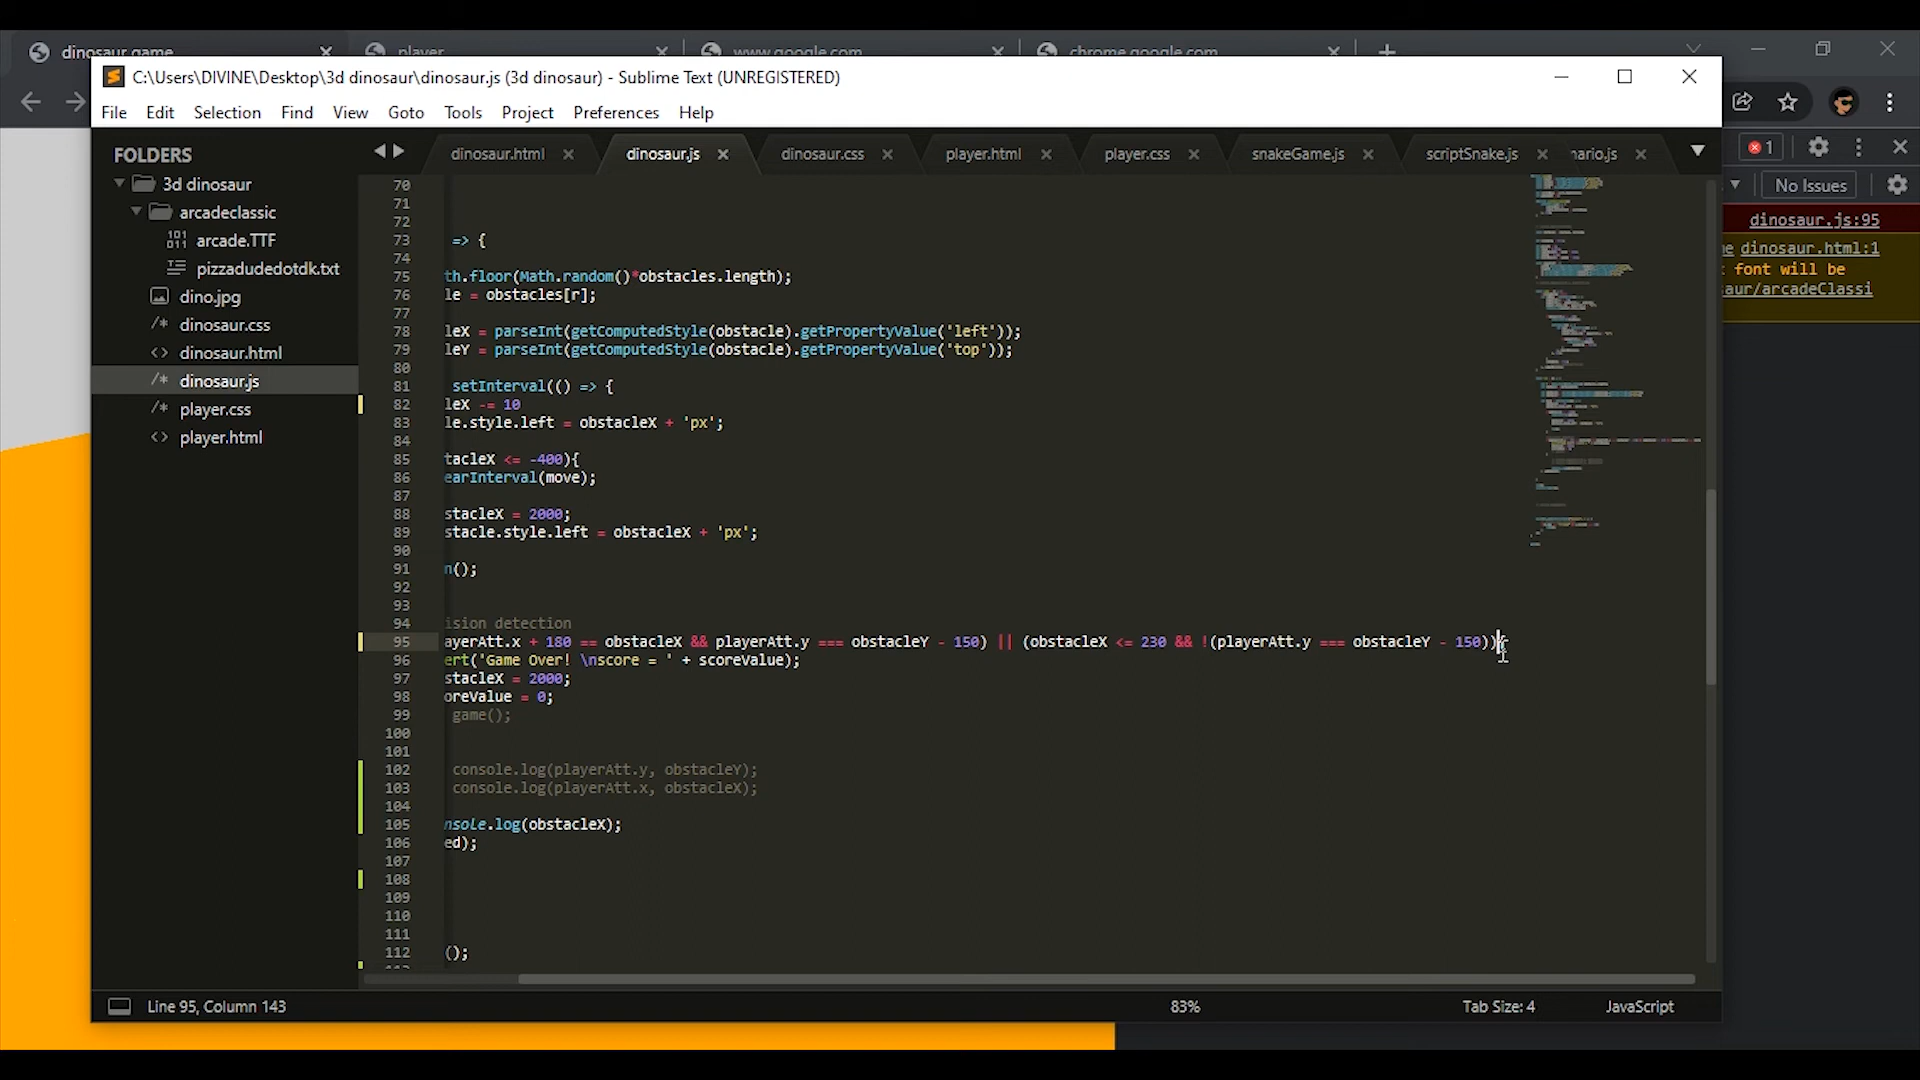 dinosaur game
player
www.google.com
chrome.google.com
C:\Users\DIVINE\Desktop\3d dinosaur\dinosaur.js (3d dinosaur) - Sublime Text (UNREGISTERED)
File Edit Selection Find View Goto Tools Project Preferences Help
FOLDERS
3d dinosaur
arcadeclassic
arcade.TTF
pizzadudedotdk.txt
dino.jpg
dinosaur.css
dinosaur.html
dinosaur.js
player.css
player.html
dinosaur.html dinosaur.js dinosaur.css player.html player.css snakeGame.js scriptSnake.js nario.js
70
71
72
73 => {
74
75 th.floor(Math.random()*obstacles.length);
76 le = obstacles[r];
77
78 leX = parseInt(getComputedStyle(obstacle).getPropertyValue('left'));
79 leY = parseInt(getComputedStyle(obstacle).getPropertyValue('top'));
80
81 setInterval(() => {
82 leX -= 10
83 le.style.left = obstacleX + 'px';
84
85 tacleX <= -400){
86 earInterval(move);
87
88 stacleX = 2000;
89 stacle.style.left = obstacleX + 'px';
90
91 n();
92
93
94 ision detection
95 ayerAtt.x + 180 == obstacleX && playerAtt.y === obstacleY - 150) || (obstacleX <= 230 && !(playerAtt.y === obstacleY - 150)){
96 ert('Game Over! \nscore = ' + scoreValue);
97 stacleX = 2000;
98 oreValue = 0;
99 game();
100
101
102 console.log(playerAtt.y, obstacleY);
103 console.log(playerAtt.x, obstacleX);
104
105 nsole.log(obstacleX);
106 ed);
107
108
109
110
111
112 ();
Line 95, Column 143
83%
Tab Size: 4
JavaScript
1
No Issues
dinosaur.js:95
me dinosaur.html:1
t font will be
saur/arcadeClassi